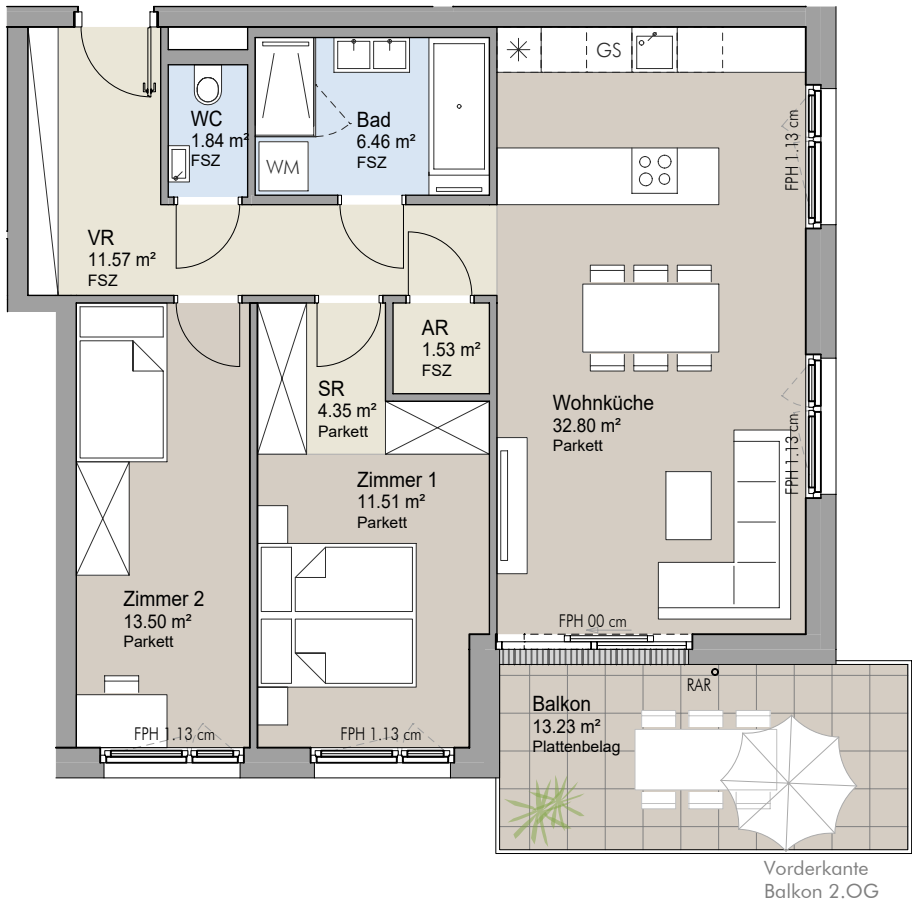 GS
WC
1.84 m²
FSZ
Bad
6.46 m²
FSZ
WM
FPH 1.13 cm
VR
11.57 m²
FSZ
AR
1.53 m²
FSZ
SR
4.35 m²
Parkett
Wohnküche
32.80 m²
Parkett
FPH 1.13 cm
Zimmer 1
11.51 m²
Parkett
Zimmer 2
13.50 m²
Parkett
FPH 00 cm
RAR
Balkon
13.23 m²
Plattenbelag
FPH 1.13 cm
FPH 1.13 cm
Vorderkante
Balkon 2.OG